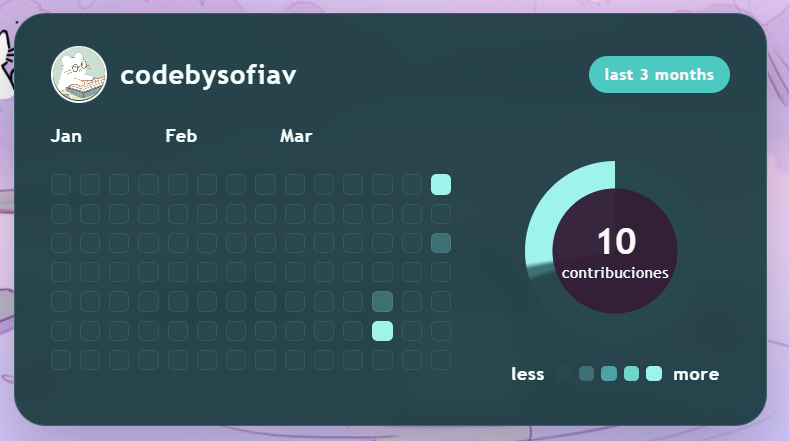 codebysofiav
last 3 months
Jan Feb Mar
10
contribuciones
less more